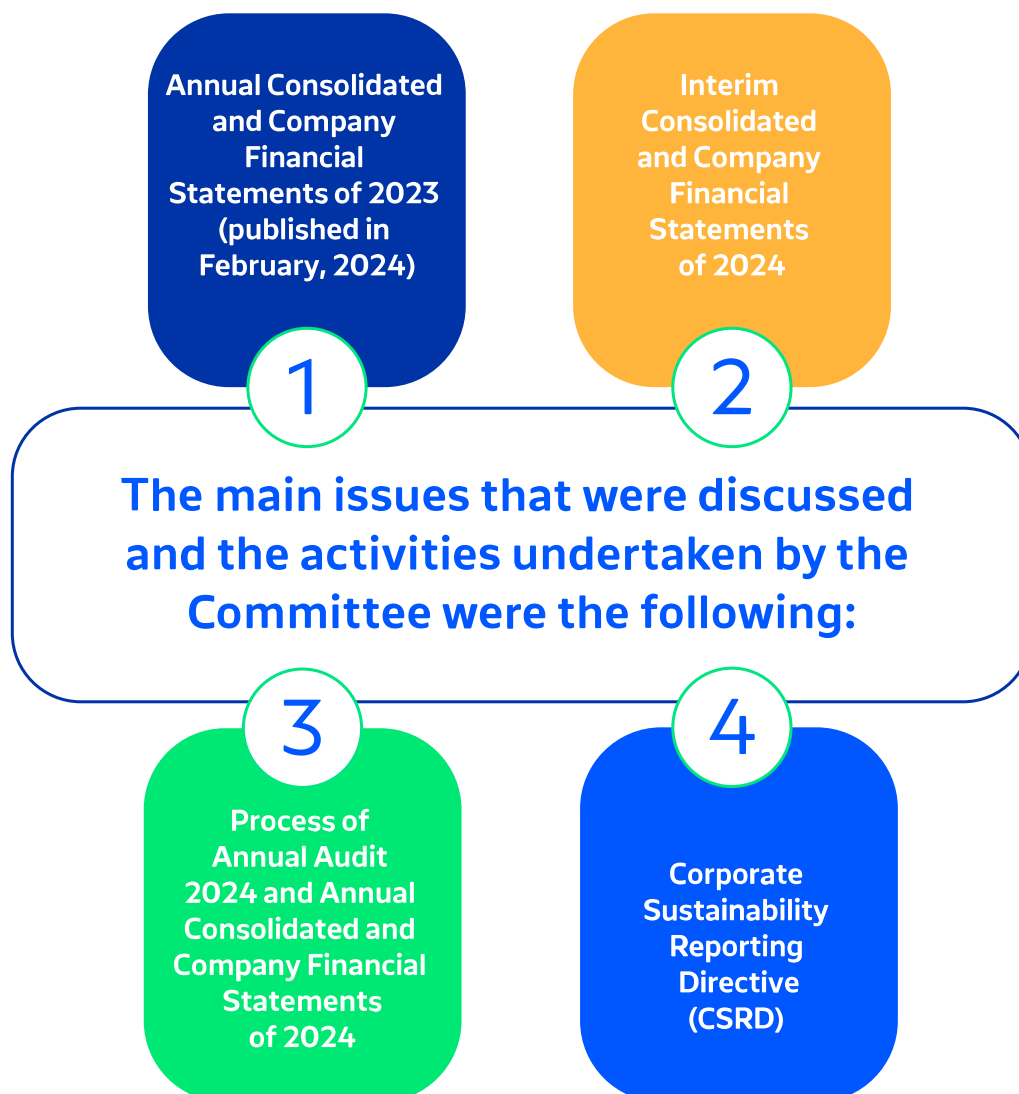 Annual Consolidated
and Company
Financial
Statements of 2023
(published in
February, 2024)
1
Interim
Consolidated
and Company
Financial
Statements
of 2024
2
The main issues that were discussed
and the activities undertaken by the
Committee were the following:
3
Process of
Annual Audit
2024 and Annual
Consolidated and
Company Financial
Statements
of 2024
4
Corporate
Sustainability
Reporting
Directive
(CSRD)